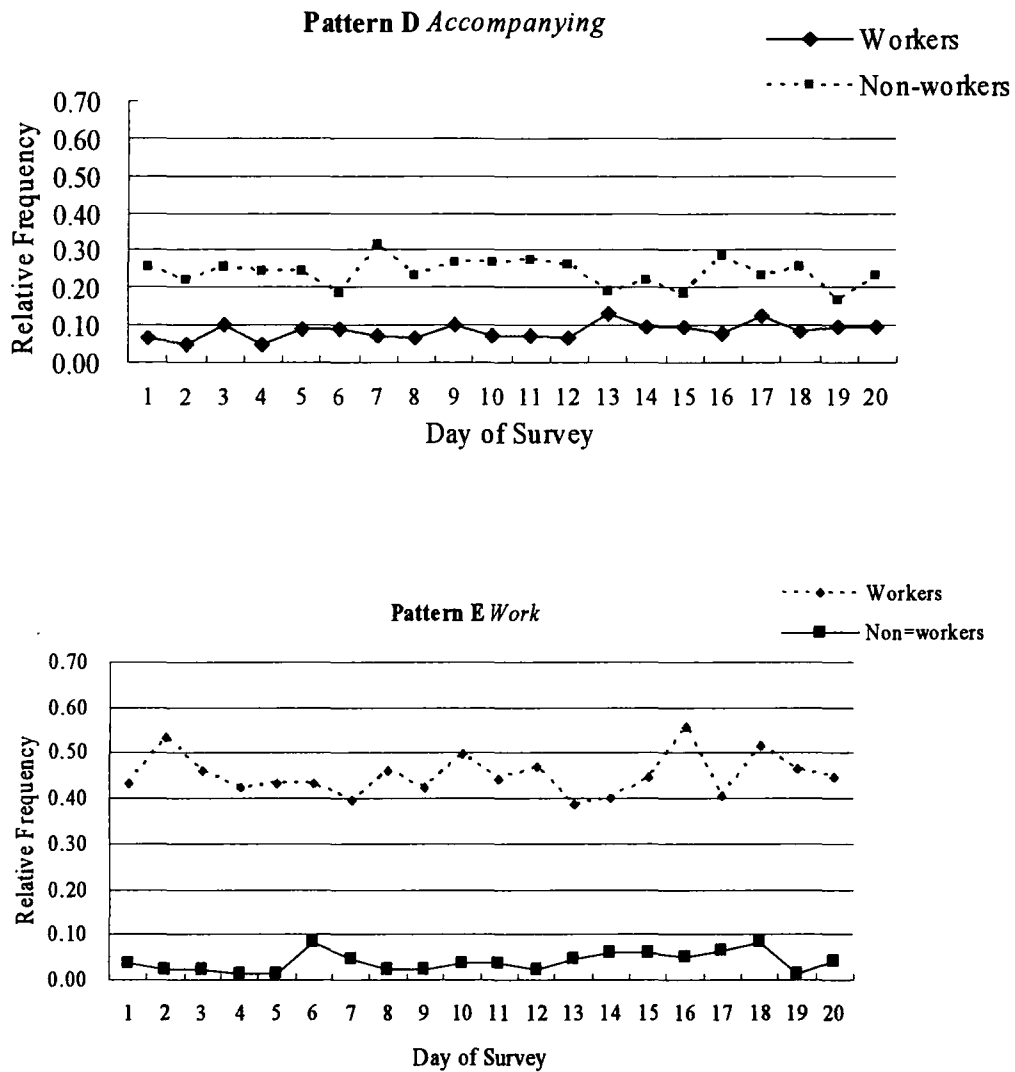 Pattern D Accompanying
Workers
Non-workers
Relative Frequency
0.70
0.60
0.50
0.40
0.30
0.20
0.10
0.00
1 2 3 4 5 6 7 8 9 10 11 12 13 14 15 16 17 18 19 20
Day of Survey
Pattern E Work
Workers
Non=workers
Relative Frequency
0.70
0.60
0.50
0.40
0.30
0.20
0.10
0.00
1 2 3 4 5 6 7 8 9 10 11 12 13 14 15 16 17 18 19 20
Day of Survey